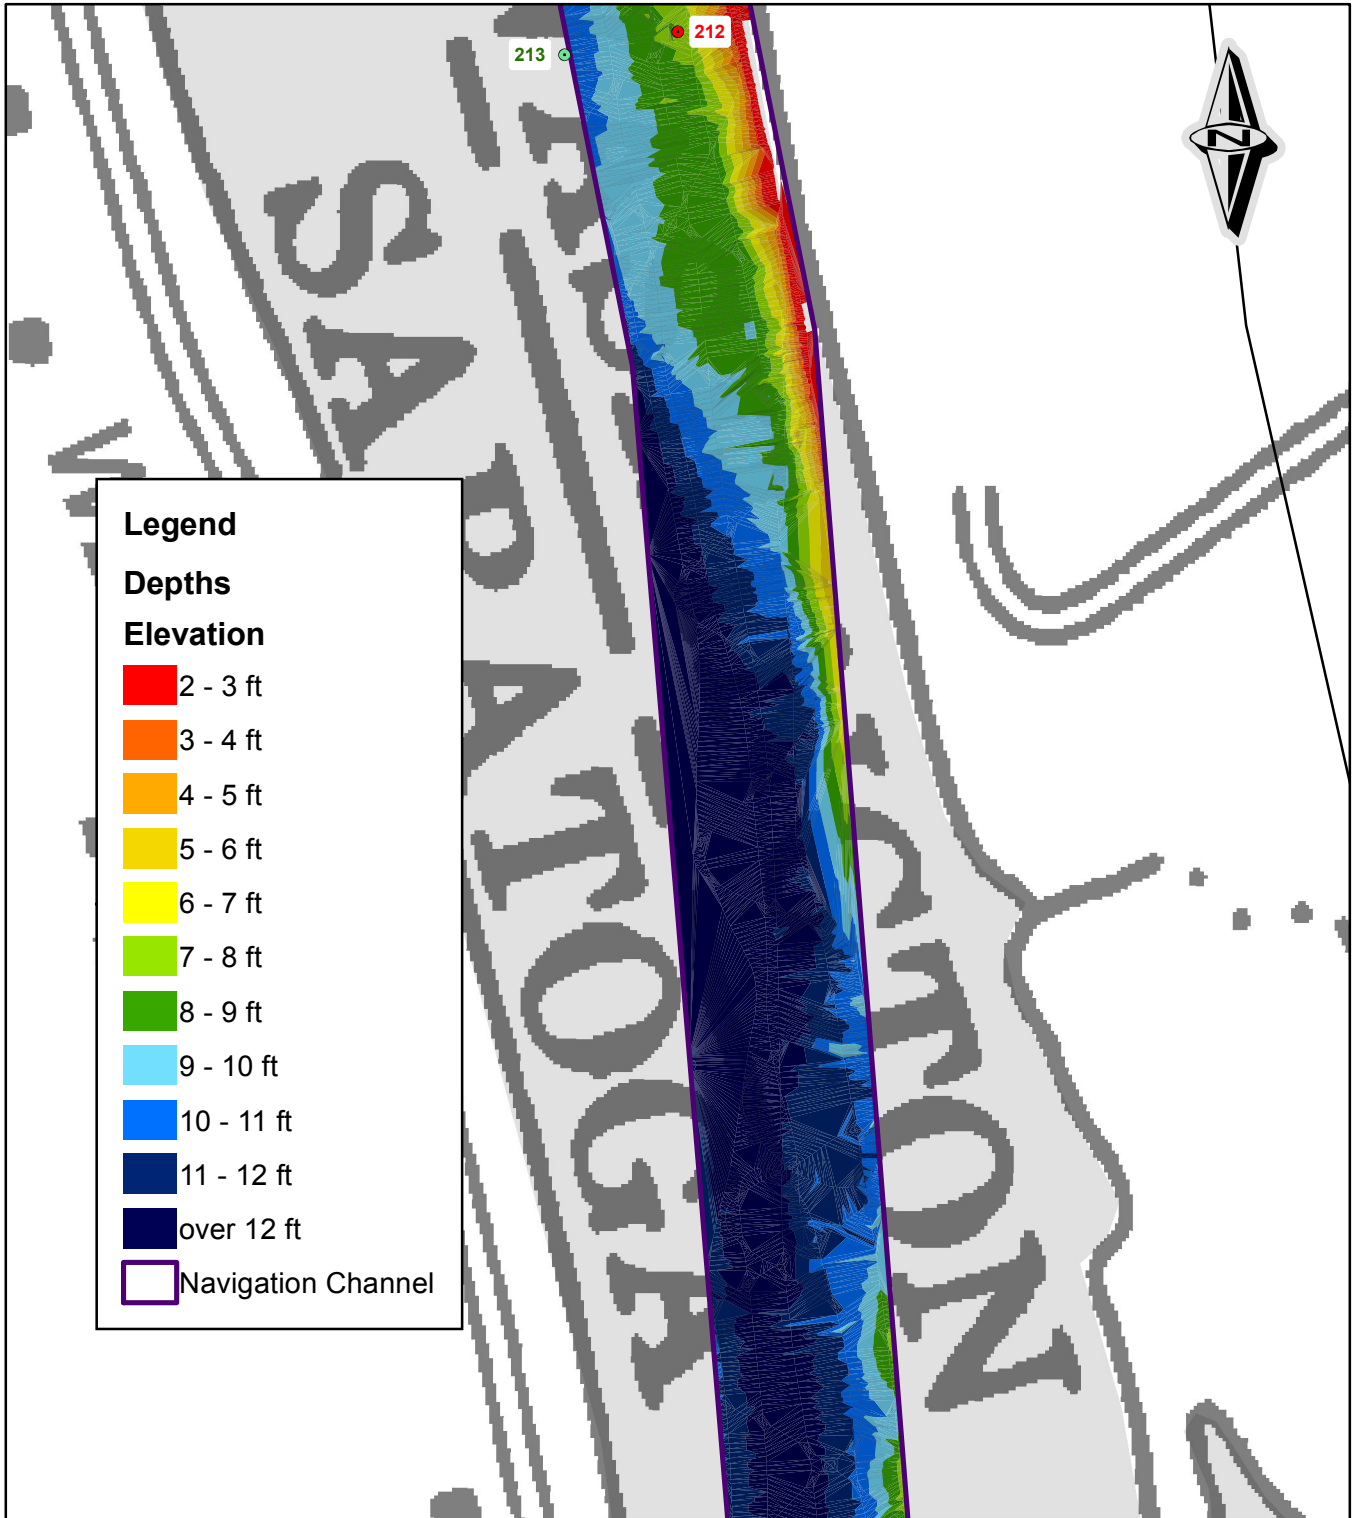 213
212
N
SARATOGA
Legend
Depths
Elevation
2 - 3 ft
3 - 4 ft
4 - 5 ft
5 - 6 ft
6 - 7 ft
7 - 8 ft
8 - 9 ft
9 - 10 ft
10 - 11 ft
11 - 12 ft
over 12 ft
Navigation Channel